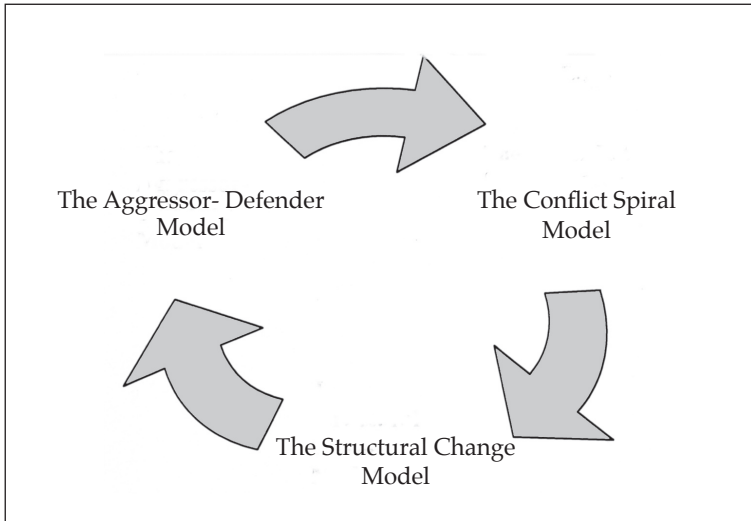 The Aggressor- Defender
Model
The Conflict Spiral
Model
The Structural Change
Model